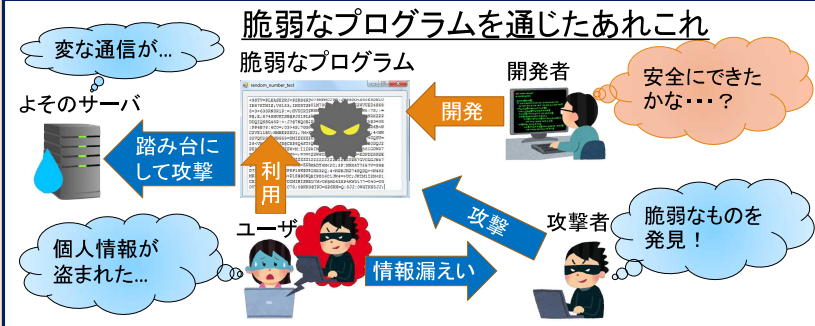 脆弱なプログラムを通じたあれこれ
変な通信が...
脆弱なプログラム
開発者
安全にできた
かな・・・？
よそのサーバ
random_number_test
開発
踏み台に
して攻撃
利
用
攻撃
攻撃者
脆弱なものを
発見！
ユーザ
個人情報が
盗まれた...
情報漏えい